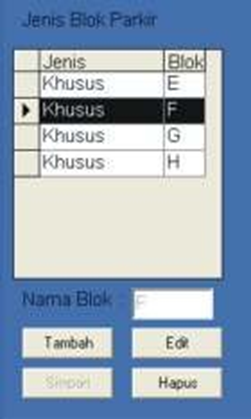 Jenis Blok Parkir
Jenis Blok
Khusus E
Khusus F
Khusus G
Khusus H
Nama Blok : F
Tambah Edit
Simpan Hapus